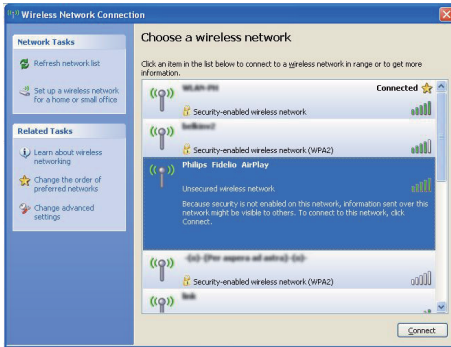 Wireless Network Connection
Network Tasks
Refresh network list
Set up a wireless network
for a home or small office
Related Tasks
Learn about wireless
networking
Change the order of
preferred networks
Change advanced
settings
Choose a wireless network
Click an item in the list below to connect to a wireless network in range or to get more
information.
Connected
Security-enabled wireless network
Security-enabled wireless network (WPA2)
Philips Fidelio AirPlay
Unsecured wireless network
Because security is not enabled on this network, information sent over this
network might be visible to others. To connect to this network, click
Connect.
Security-enabled wireless network (WPA2)
Connect